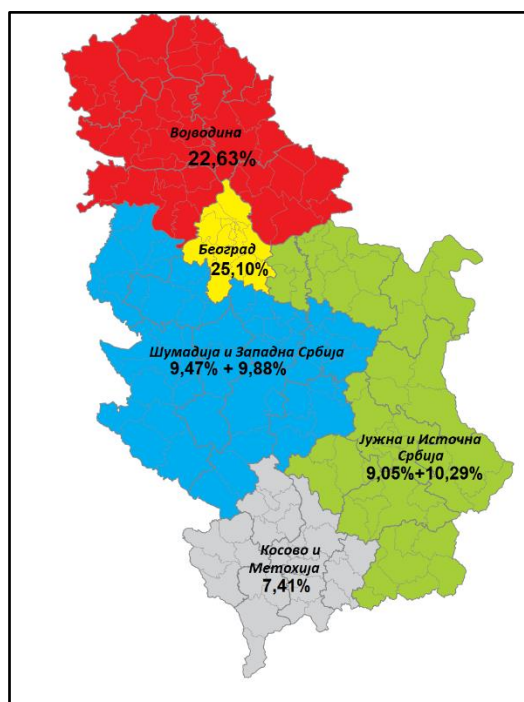 Војводина
22,63%
Београд
25,10%
Шумадија и Западна Србија
9,47% + 9,88%
Јужна и Источна
Србија
9,05%+10,29%
Косово и
Метохија
7,41%